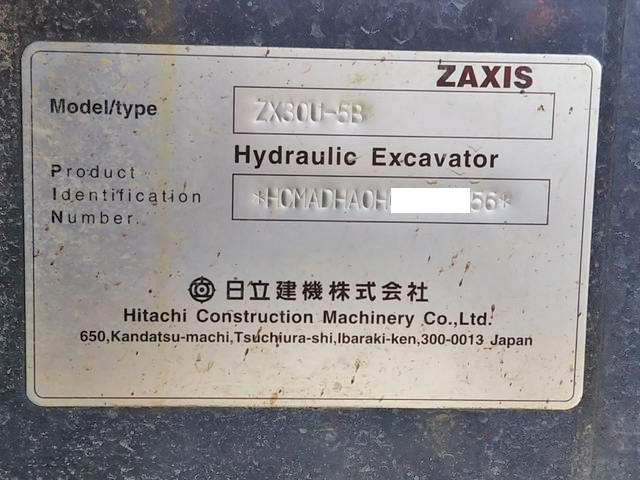 ZAXIS
Model/type ZX30U-5B
Hydraulic Excavator
Product
Identification
Number. *HCMADHAOH 56*
日立建機株式会社
Hitachi Construction Machinery Co.,Ltd.
650,Kandatsu-machi,Tsuchiura-shi,Ibaraki-ken,300-0013 Japan